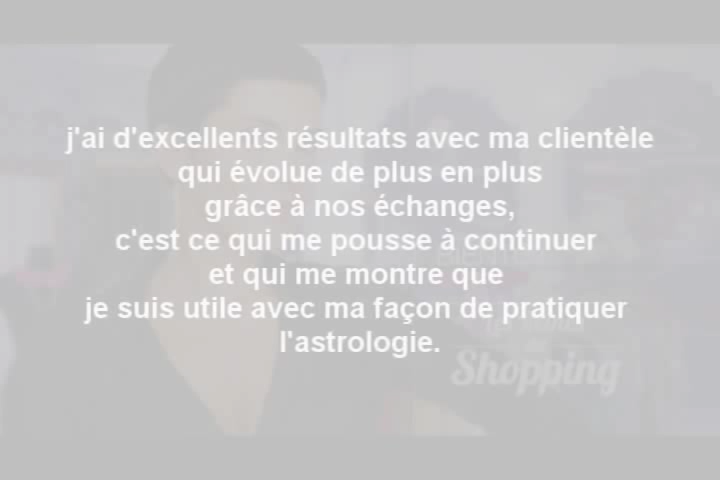 j'ai d'excellents résultats avec ma clientèle
qui évolue de plus en plus
grâce à nos échanges,
c'est ce qui me pousse à continuer
et qui me montre que
je suis utile avec ma façon de pratiquer
l'astrologie.
Shopping